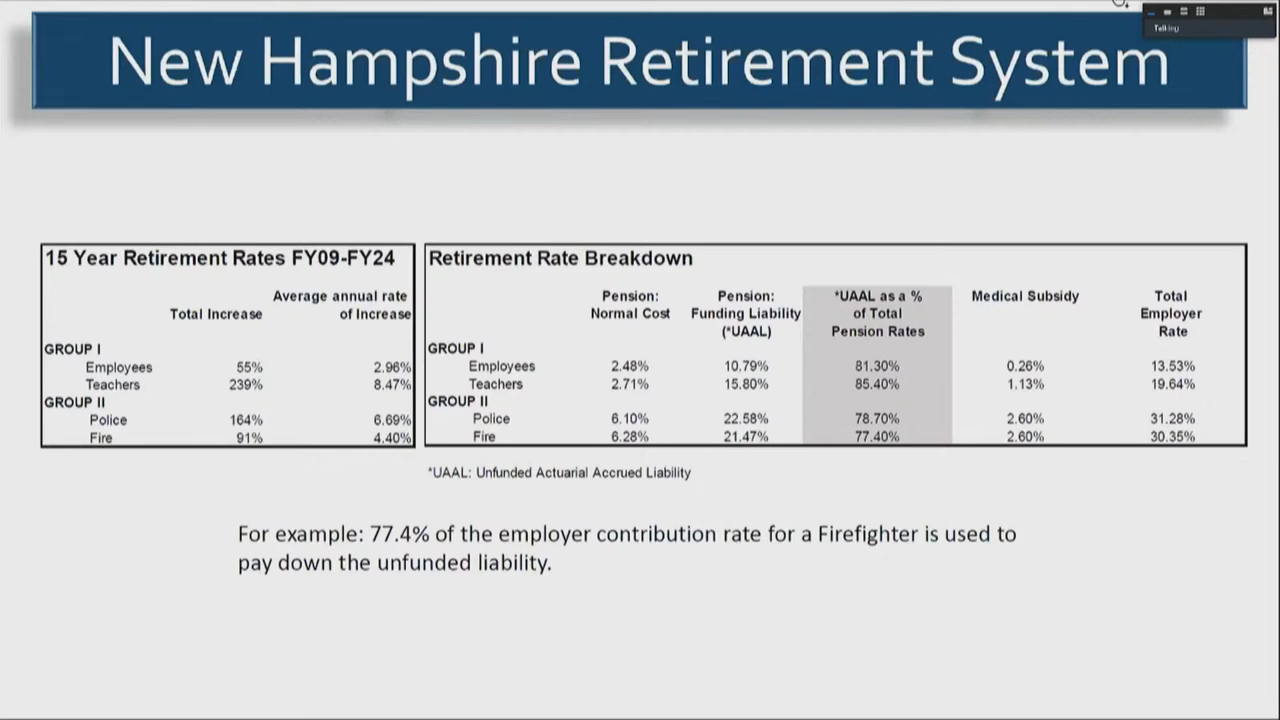 Talking
New Hampshire Retirement System
15 Year Retirement Rates FY09-FY24
Average annual rate
Total Increase of Increase
GROUP I
Employees 55% 2.96%
Teachers 239% 8.47%
GROUP II
Police 164% 6.69%
Fire 91% 4.40%
Retirement Rate Breakdown
Pension: Pension: *UAAL as a % Medical Subsidy Total
Normal Cost Funding Liability of Total Employer
(*UAAL) Pension Rates Rate
GROUP I
Employees 2.48% 10.79% 81.30% 0.26% 13.53%
Teachers 2.71% 15.80% 85.40% 1.13% 19.64%
GROUP II
Police 6.10% 22.58% 78.70% 2.60% 31.28%
Fire 6.28% 21.47% 77.40% 2.60% 30.35%
*UAAL: Unfunded Actuarial Accrued Liability
For example: 77.4% of the employer contribution rate for a Firefighter is used to
pay down the unfunded liability.